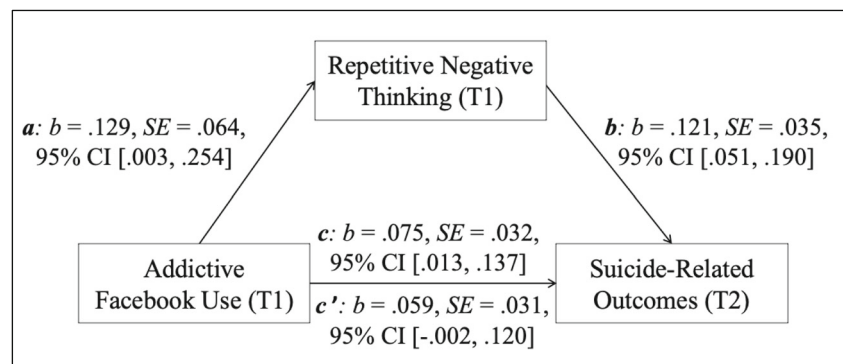 Repetitive Negative
Thinking (T1)
a: b = .129, SE = .064,
95% CI [.003, .254]
b: b = .121, SE = .035,
95% CI [.051, .190]
Addictive
Facebook Use (T1)
c: b = .075, SE = .032,
95% CI [.013, .137]
c': b = .059, SE = .031,
95% CI [-.002, .120]
Suicide-Related
Outcomes (T2)